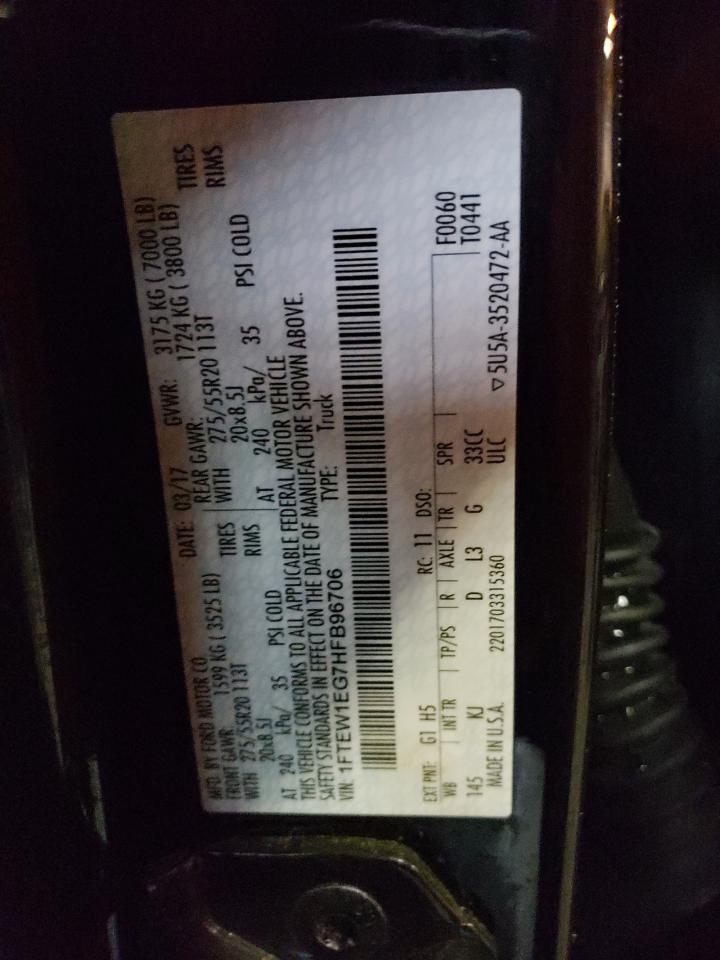 MFD. BY FORD MOTOR CO. DATE: 03/17 GVWR: 3175 KG ( 7000 LB)
FRONT GAWR: 1599 KG ( 3525 LB) REAR GAWR: 1724 KG ( 3800 LB)
WITH 275/55R20 113T TIRES WITH 275/55R20 113T TIRES
20x8.5J RIMS 20x8.5J RIMS
AT 240 kPa/ 35 PSI COLD AT 240 kPa/ 35 PSI COLD
THIS VEHICLE CONFORMS TO ALL APPLICABLE FEDERAL MOTOR VEHICLE
SAFETY STANDARDS IN EFFECT ON THE DATE OF MANUFACTURE SHOWN ABOVE.
VIN: 1FTEW1EG7HFB96706 TYPE: Truck
EXT PNT: G1 H5 RC: 11 DSO: F0060
WB INT TR TP/PS R AXLE TR SPR T0441
145 KJ D L3 G 33CC
MADE IN U.S.A. 2201703315360 ULC ▽5U5A-3520472-AA